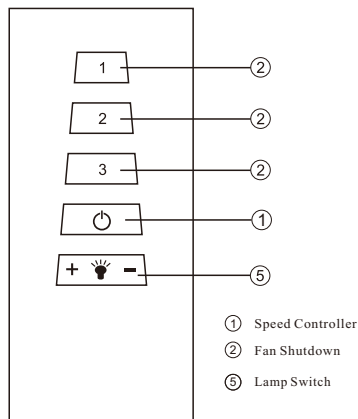 1 ②
2 ②
3 ②
①
+ − ⑤
① Speed Controller
② Fan Shutdown
⑤ Lamp Switch